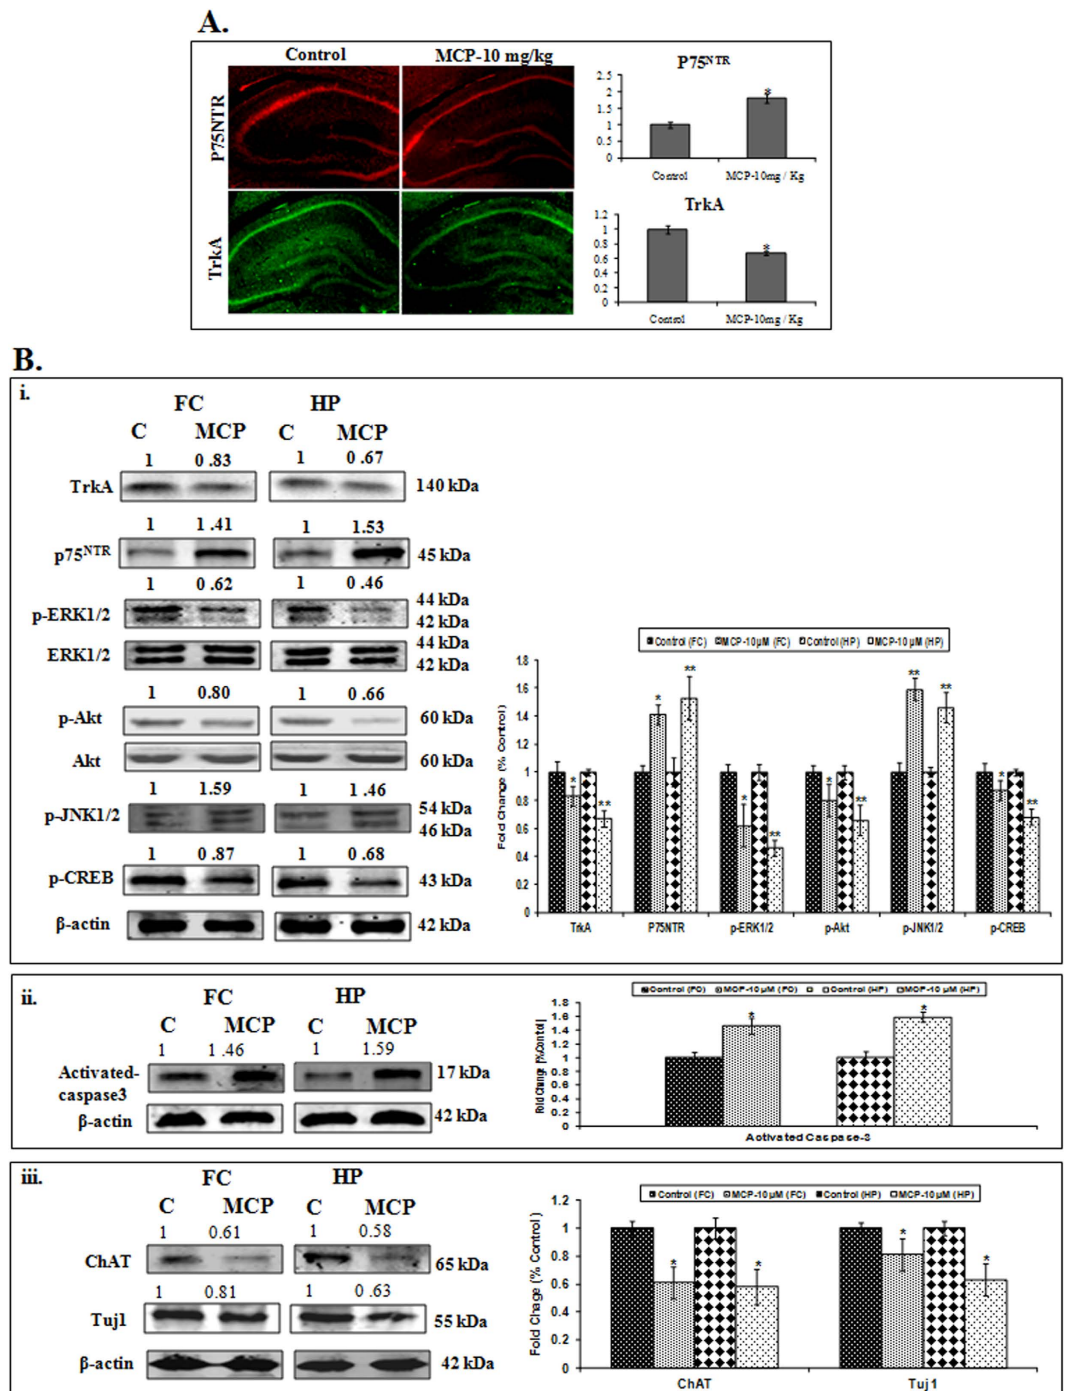 A.
Control MCP-10 mg/kg
P75NTR
TrkA
P75NTR
2.5
2
1.5
1
0.5
0
*
Control MCP-10mg / Kg
TrkA
1.2
1
0.8
0.6
0.4
0.2
0
*
Control MCP-10mg / Kg
B.
i.
FC HP
C MCP C MCP
1 0 .83 1 0 .67
TrkA 140 kDa
1 1 .41 1 1.53
p75NTR 45 kDa
1 0 .62 1 0.46
p-ERK1/2 44 kDa
42 kDa
ERK1/2 44 kDa
42 kDa
1 0.80 1 0.66
p-Akt 60 kDa
Akt 60 kDa
1 1.59 1 1 .46
p-JNK1/2 54 kDa
46 kDa
1 0.87 1 0.68
p-CREB 43 kDa
β-actin 42 kDa
Control (FC) MCP-10 µM (FC) Control (HP) MCP-10 µM (HP)
Fold Change (% Control)
1.8
1.6
1.4
1.2
1
0.8
0.6
0.4
0.2
0
* ** * ** * ** * ** ** ** * **
TrkA P75NTR p-ERK1/2 p-Akt p-JNK1/2 p-CREB
ii.
FC HP
C MCP C MCP
1 1 .46 1 1.59
Activated-
caspase3 17 kDa
β-actin 42 kDa
Control (FC) MCP-10 µM (FC) Control (HP) MCP-10 µM (HP)
Fold Change (%Control)
1.8
1.6
1.4
1.2
1
0.8
0.6
0.4
0.2
0
* *
Activated Caspase-3
iii.
FC HP
C MCP C MCP
1 0.61 1 0.58
ChAT 65 kDa
1 0.81 1 0 .63
Tuj1 55 kDa
β-actin 42 kDa
Control (FC) MCP-10µM (FC) Control (HP) MCP-10 µM (HP)
Fold Chage (% Control)
1.2
1
0.8
0.6
0.4
0.2
0
* * * *
ChAT Tuj1